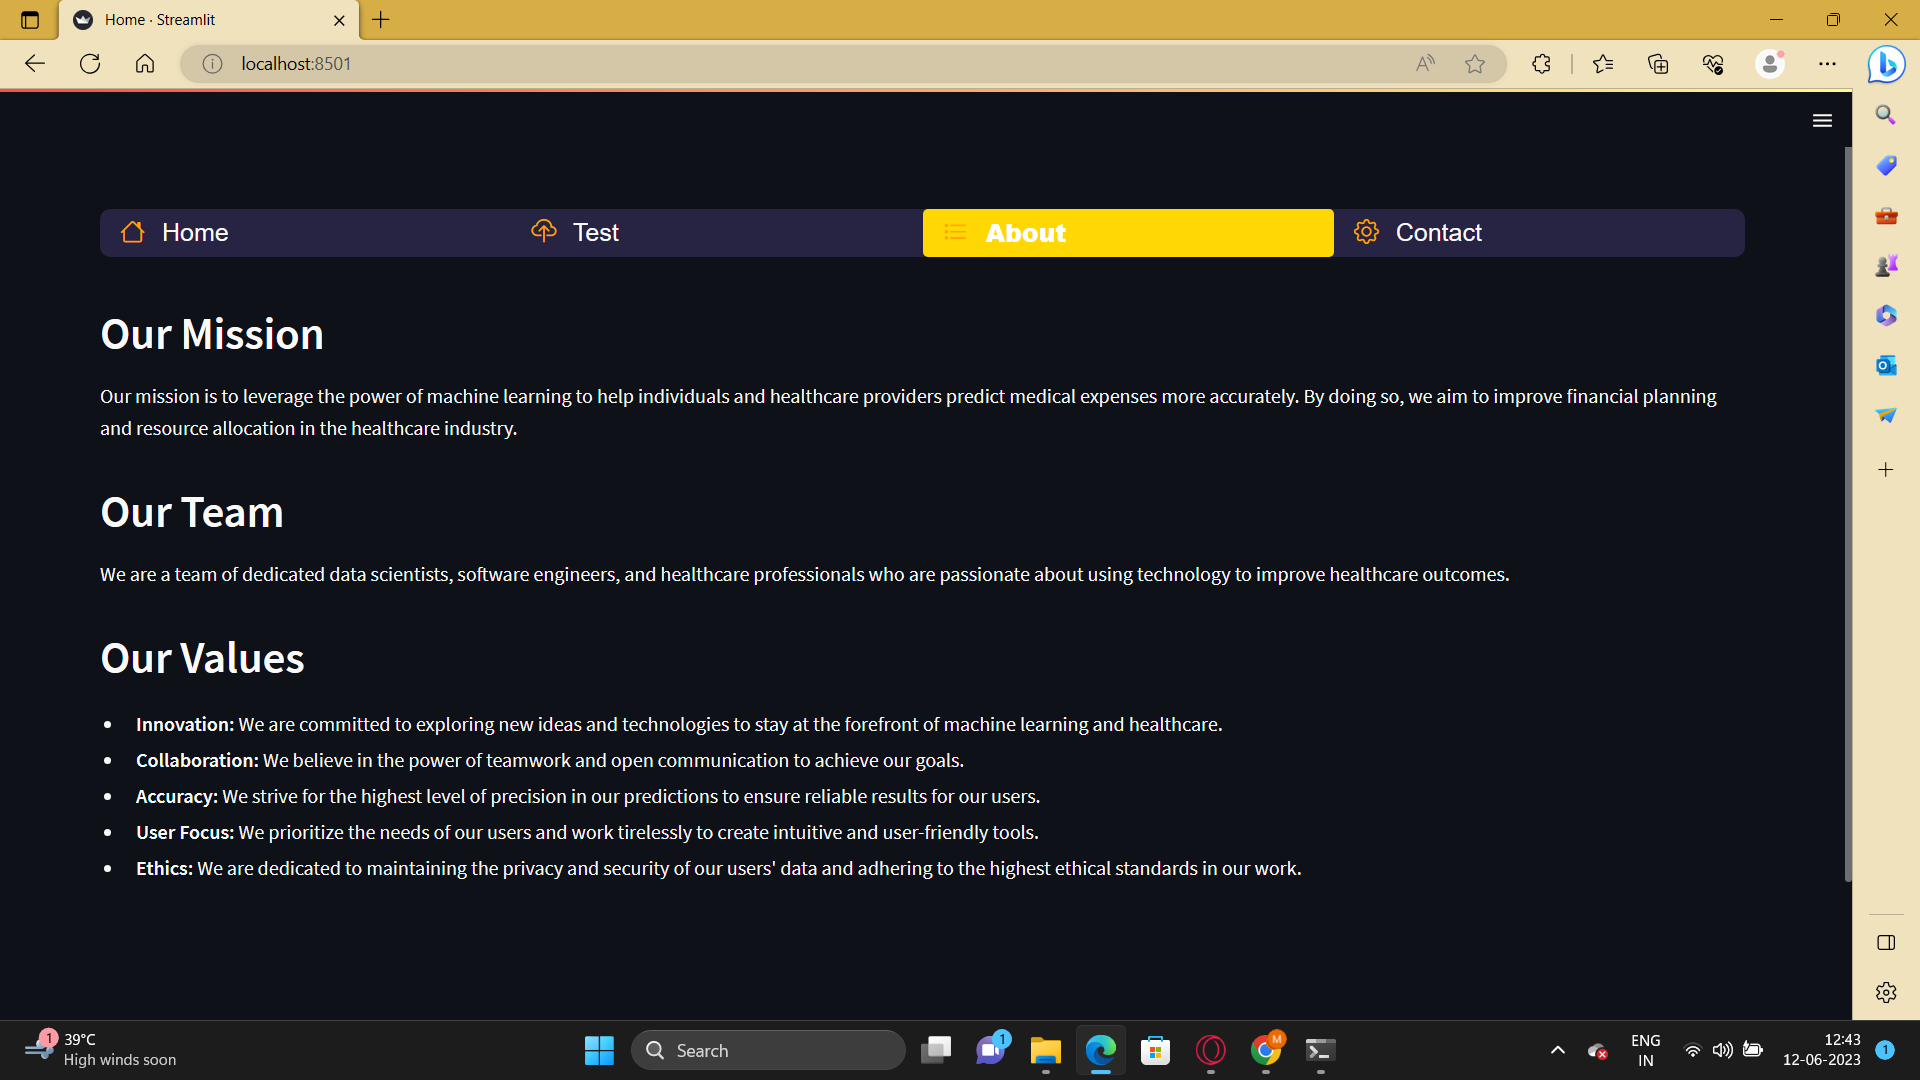 Home · Streamlit
localhost:8501
Home Test About Contact
Our Mission
Our mission is to leverage the power of machine learning to help individuals and healthcare providers predict medical expenses more accurately. By doing so, we aim to improve financial planning
and resource allocation in the healthcare industry.
Our Team
We are a team of dedicated data scientists, software engineers, and healthcare professionals who are passionate about using technology to improve healthcare outcomes.
Our Values
• Innovation: We are committed to exploring new ideas and technologies to stay at the forefront of machine learning and healthcare.
• Collaboration: We believe in the power of teamwork and open communication to achieve our goals.
• Accuracy: We strive for the highest level of precision in our predictions to ensure reliable results for our users.
• User Focus: We prioritize the needs of our users and work tirelessly to create intuitive and user-friendly tools.
• Ethics: We are dedicated to maintaining the privacy and security of our users' data and adhering to the highest ethical standards in our work.
1 39°C
High winds soon
Search
1
M
ENG
IN
12:43
12-06-2023
1